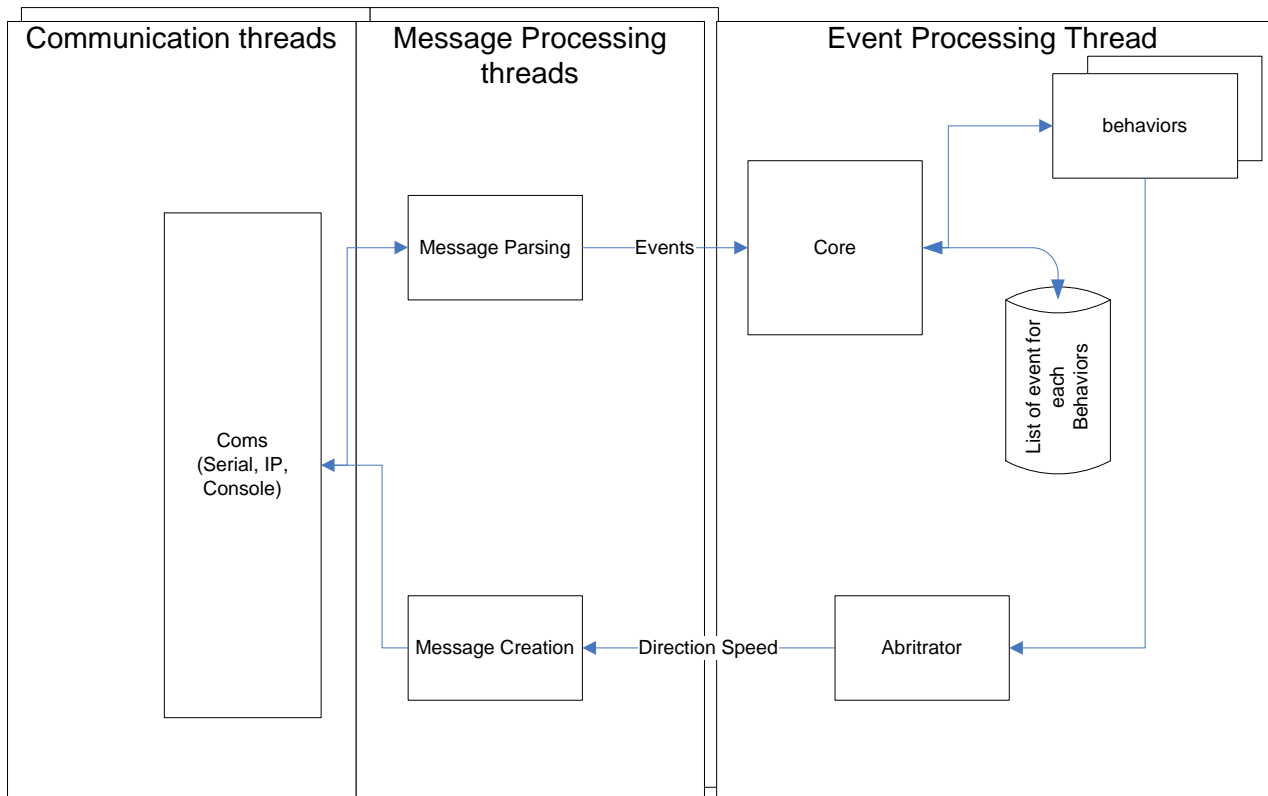 Communication threads
Message Processing
threads
Event Processing Thread
behaviors
Message Parsing
Events
Core
List of event for
each
Behaviors
Coms
(Serial, IP,
Console)
Message Creation
Direction Speed
Abritrator